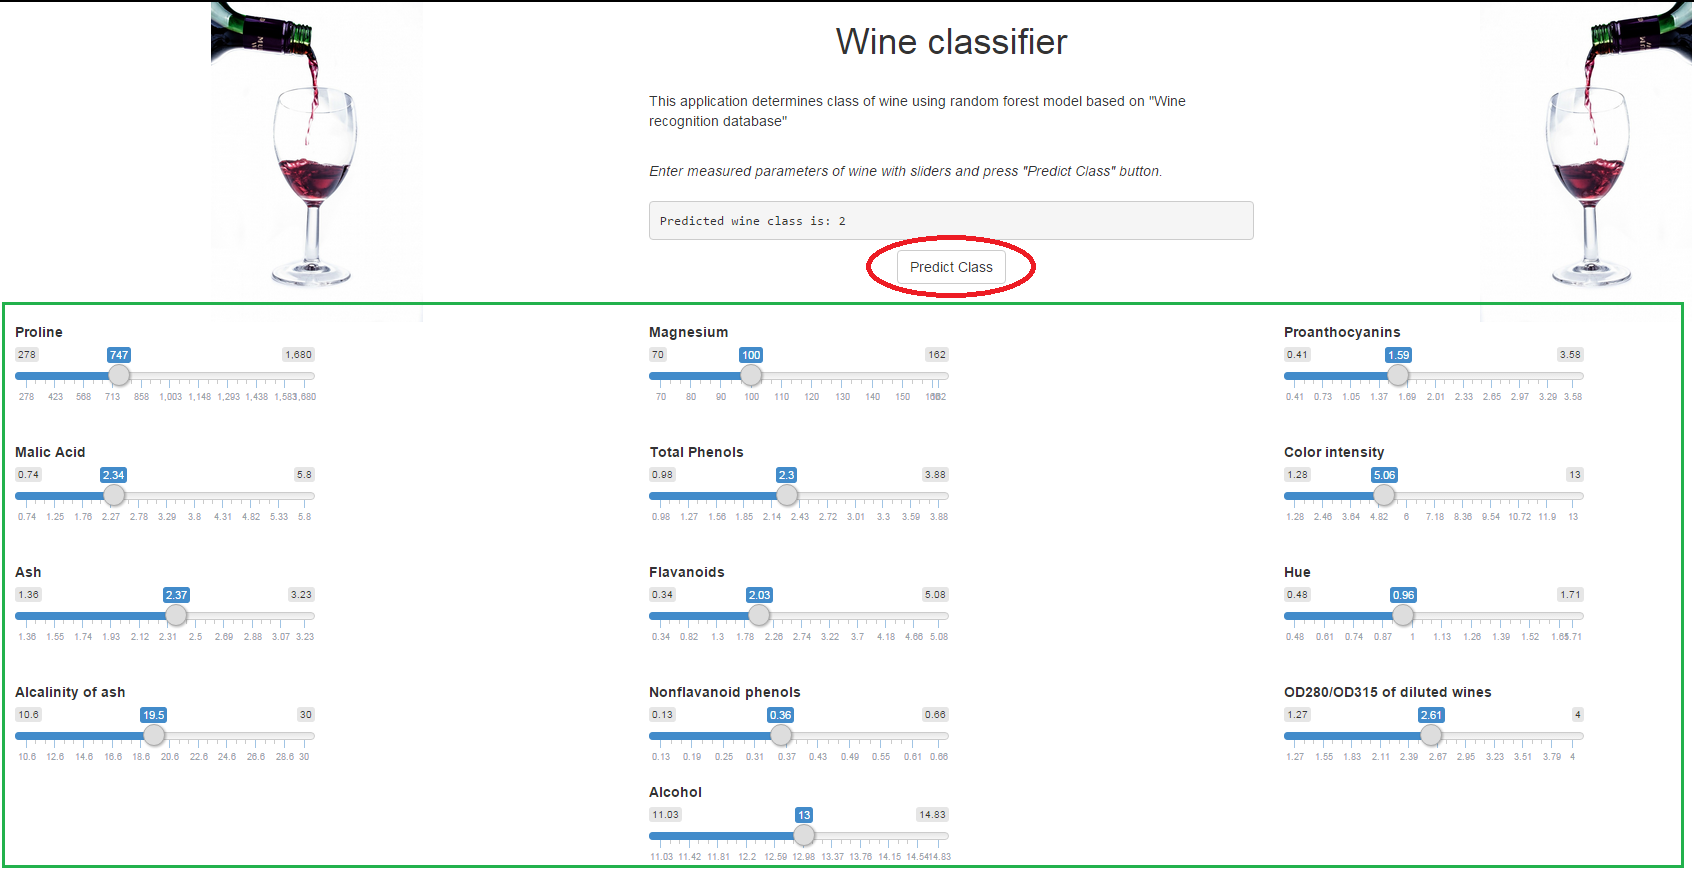 Wine classifier
This application determines class of wine using random forest model based on "Wine
recognition database"
Enter measured parameters of wine with sliders and press "Predict Class" button.
Predicted wine class is: 2
Predict Class
Proline
278 747 1,680
278 423 568 713 858 1,003 1,148 1,293 1,438 1,583 1,680
Malic Acid
0.74 2.34 5.8
0.74 1.25 1.76 2.27 2.78 3.29 3.8 4.31 4.82 5.33 5.8
Ash
1.36 2.37 3.23
1.36 1.55 1.74 1.93 2.12 2.31 2.5 2.69 2.88 3.07 3.23
Alcalinity of ash
10.6 19.5 30
10.6 12.6 14.6 16.6 18.6 20.6 22.6 24.6 26.6 28.6 30
Magnesium
70 100 162
70 80 90 100 110 120 130 140 150 160 162
Total Phenols
0.98 2.3 3.88
0.98 1.27 1.56 1.85 2.14 2.43 2.72 3.01 3.3 3.59 3.88
Flavanoids
0.34 2.03 5.08
0.34 0.82 1.3 1.78 2.26 2.74 3.22 3.7 4.18 4.66 5.08
Nonflavanoid phenols
0.13 0.36 0.66
0.13 0.19 0.25 0.31 0.37 0.43 0.49 0.55 0.61 0.66
Alcohol
11.03 13 14.83
11.03 11.42 11.81 12.2 12.59 12.98 13.37 13.76 14.15 14.54 14.83
Proanthocyanins
0.41 1.59 3.58
0.41 0.73 1.05 1.37 1.69 2.01 2.33 2.65 2.97 3.29 3.58
Color intensity
1.28 5.06 13
1.28 2.46 3.64 4.82 6 7.18 8.36 9.54 10.72 11.9 13
Hue
0.48 0.96 1.71
0.48 0.61 0.74 0.87 1 1.13 1.26 1.39 1.52 1.65 1.71
OD280/OD315 of diluted wines
1.27 2.61 4
1.27 1.55 1.83 2.11 2.39 2.67 2.95 3.23 3.51 3.79 4